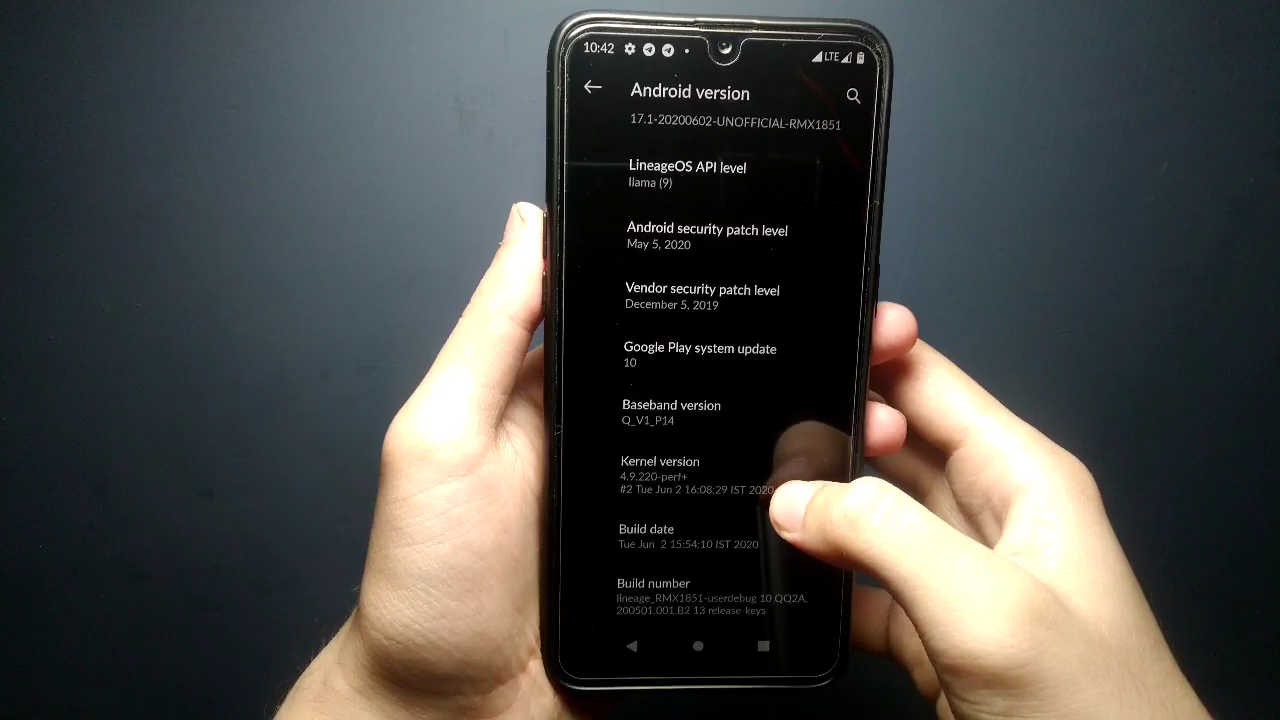 10:42
LTE
Android version
17.1-20200602-UNOFFICIAL-RMX1851
LineageOS API level
llama (9)
Android security patch level
May 5, 2020
Vendor security patch level
December 5, 2019
Google Play system update
10
Baseband version
Q_V1_P14
Kernel version
4.9.220-perf+
#2 Tue Jun 2 16:08:29 IST 2020
Build date
Tue Jun  2 15:54:10 IST 2020
Build number
lineage_RMX1851-userdebug 10 QQ2A.
200501.001.B2 13 release-keys